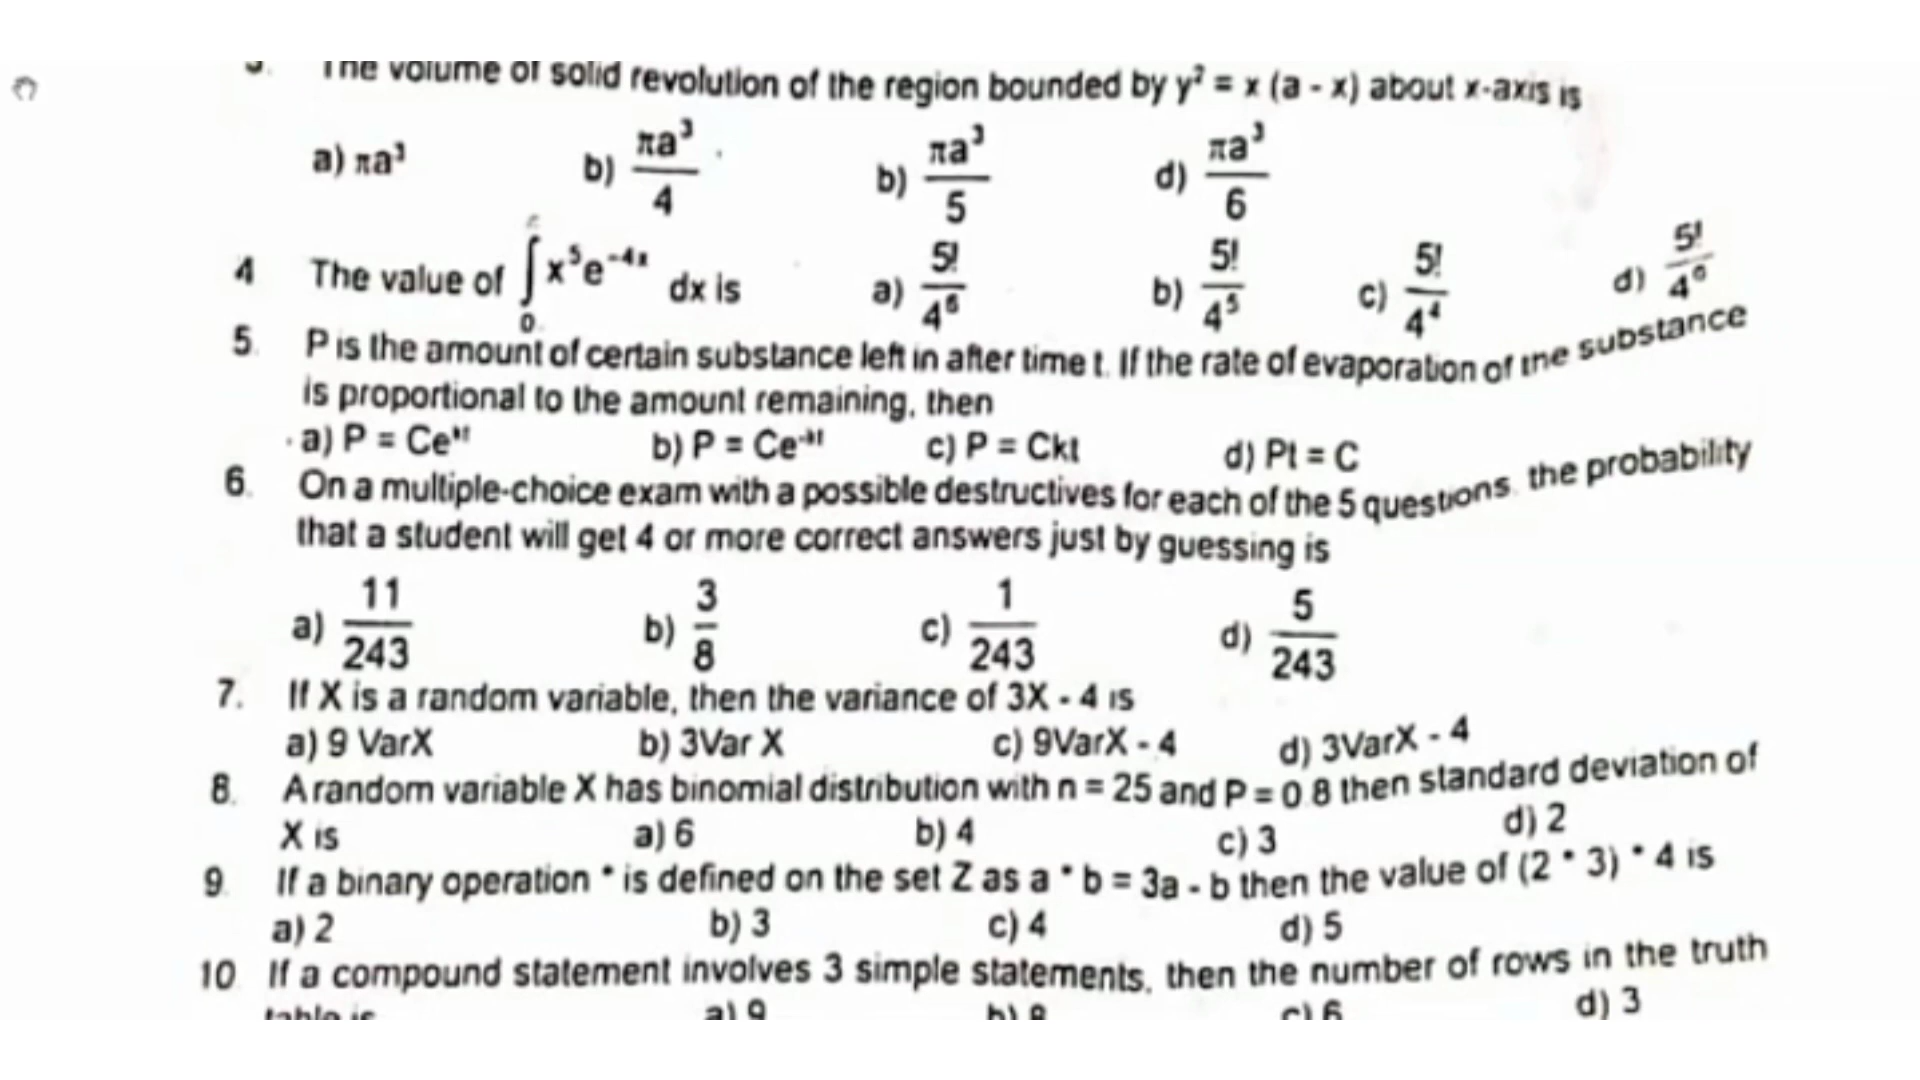 The volume of solid revolution of the region bounded by y² = x (a - x) about x-axis is
a) πa³ b) πa³/4 b) πa³/5 d) πa³/6
4 The value of ∫₀ x⁵e⁻⁴ˣ dx is a) 5!/4⁶ b) 5!/4⁵ c) 5!/4⁴ d) 5!
5. P is the amount of certain substance left in after time t. If the rate of evaporation of the substance
is proportional to the amount remaining, then
a) P = Ceᵏᵗ b) P = Ce⁻ᵏᵗ c) P = Ckt d) Pt = C
6. On a multiple-choice exam with a possible destructives for each of the 5 questions, the probability
that a student will get 4 or more correct answers just by guessing is
a) 11/243 b) 3/8 c) 1/243 d) 5/243
7. If X is a random variable, then the variance of 3X - 4 is
a) 9 VarX b) 3Var X c) 9VarX - 4 d) 3VarX - 4
8. A random variable X has binomial distribution with n = 25 and P = 0.8 then standard deviation of
X is a) 6 b) 4 c) 3 d) 2
9. If a binary operation * is defined on the set Z as a * b = 3a - b then the value of (2 * 3) * 4 is
a) 2 b) 3 c) 4 d) 5
10 If a compound statement involves 3 simple statements, then the number of rows in the truth
table is a) 9 b) 8 c) 6 d) 3